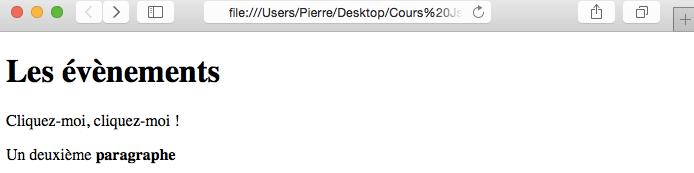 file:///Users/Pierre/Desktop/Cours%20Js
Les évènements
Cliquez-moi, cliquez-moi !
Un deuxième paragraphe